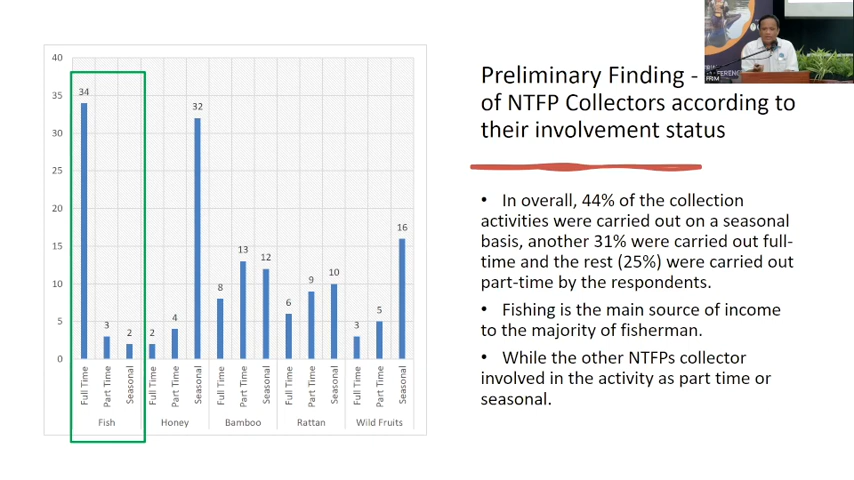 40
35
30
25
20
15
10
5
0
34
3
2
2
4
32
8
13
12
6
9
10
3
5
16
Full Time
Part Time
Seasonal
Full Time
Part Time
Seasonal
Full Time
Part Time
Seasonal
Full Time
Part Time
Seasonal
Full Time
Part Time
Seasonal
Fish
Honey
Bamboo
Rattan
Wild Fruits
Preliminary Finding -
of NTFP Collectors according to
their involvement status
• In overall, 44% of the collection
activities were carried out on a seasonal
basis, another 31% were carried out full-
time and the rest (25%) were carried out
part-time by the respondents.
• Fishing is the main source of income
to the majority of fisherman.
• While the other NTFPs collector
involved in the activity as part time or
seasonal.
FRIM